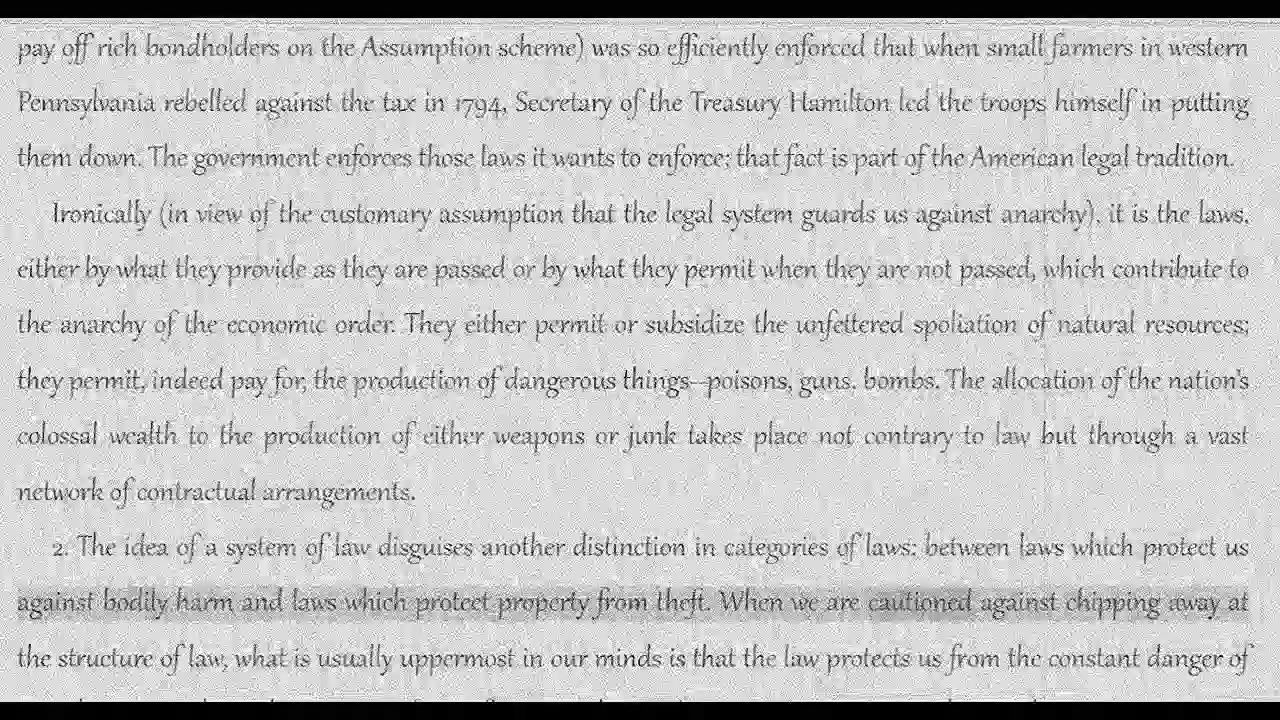 pay off rich bondholders on the Assumption scheme) was so efficiently enforced that when small farmers in western
Pennsylvania rebelled against the tax in 1794, Secretary of the Treasury Hamilton led the troops himself in putting
them down. The government enforces those laws it wants to enforce; that fact is part of the American legal tradition.
Ironically (in view of the customary assumption that the legal system guards us against anarchy), it is the laws,
either by what they provide as they are passed or by what they permit when they are not passed, which contribute to
the anarchy of the economic order. They either permit or subsidize the unfettered spoliation of natural resources;
they permit, indeed pay for, the production of dangerous things--poisons, guns, bombs. The allocation of the nation's
colossal wealth to the production of either weapons or junk takes place not contrary to law but through a vast
network of contractual arrangements.
2. The idea of a system of law disguises another distinction in categories of laws: between laws which protect us
against bodily harm and laws which protect property from theft. When we are cautioned against chipping away at
the structure of law, what is usually uppermost in our minds is that the law protects us from the constant danger of